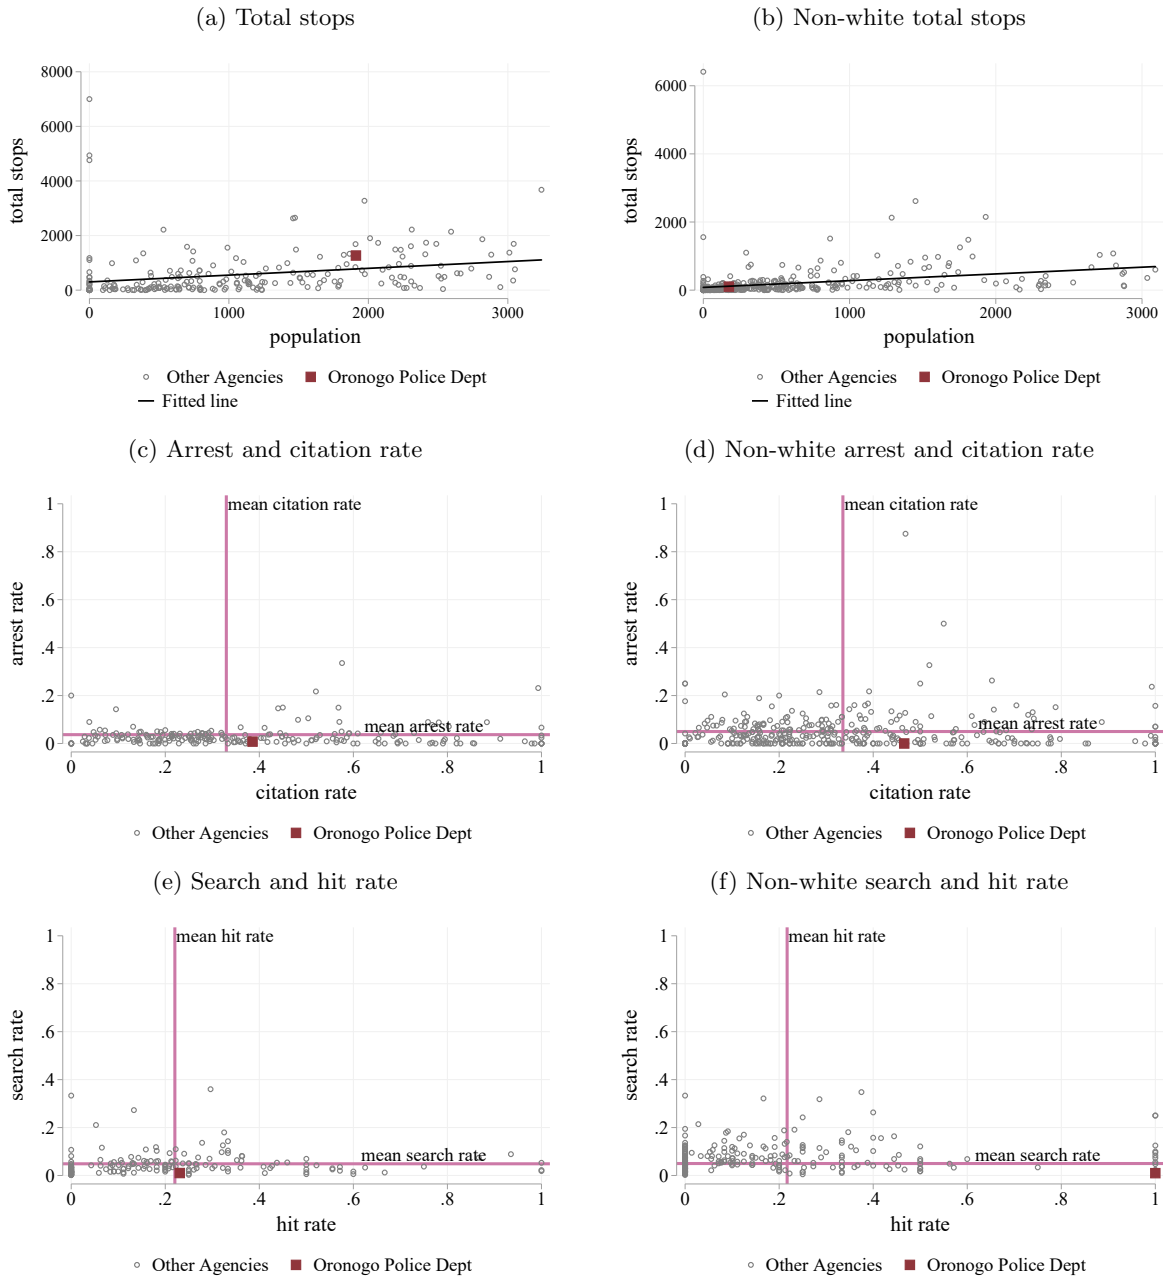 (a) Total stops
(b) Non-white total stops
8000
6000
4000
2000
0
total stops
0 1000 2000 3000
population
Other Agencies Oronogo Police Dept
Fitted line
6000
4000
2000
0
total stops
0 1000 2000 3000
population
Other Agencies Oronogo Police Dept
Fitted line
(c) Arrest and citation rate
(d) Non-white arrest and citation rate
1
.8
.6
.4
.2
0
arrest rate
mean citation rate
mean arrest rate
0 .2 .4 .6 .8 1
citation rate
Other Agencies Oronogo Police Dept
1
.8
.6
.4
.2
0
arrest rate
mean citation rate
mean arrest rate
0 .2 .4 .6 .8 1
citation rate
Other Agencies Oronogo Police Dept
(e) Search and hit rate
(f) Non-white search and hit rate
1
.8
.6
.4
.2
0
search rate
mean hit rate
mean search rate
0 .2 .4 .6 .8 1
hit rate
Other Agencies Oronogo Police Dept
1
.8
.6
.4
.2
0
search rate
mean hit rate
mean search rate
0 .2 .4 .6 .8 1
hit rate
Other Agencies Oronogo Police Dept